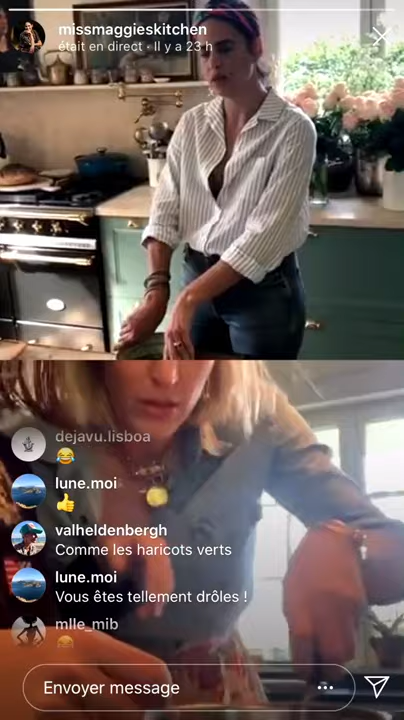 missmaggieskitchen
était en direct · Il y a 23 h
dejavu.lisboa
lune.moi
valheldenbergh
Comme les haricots verts
lune.moi
Vous êtes tellement drôles !
mlle_mib
Envoyer message